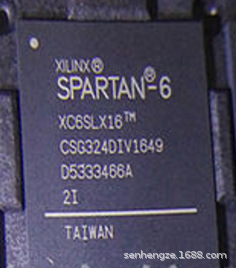 XILINX®
SPARTAN®-6
XC6SLX16™
CSG324DIV1649
D5333466A
2I
TAIWAN
senhengze.1688.com